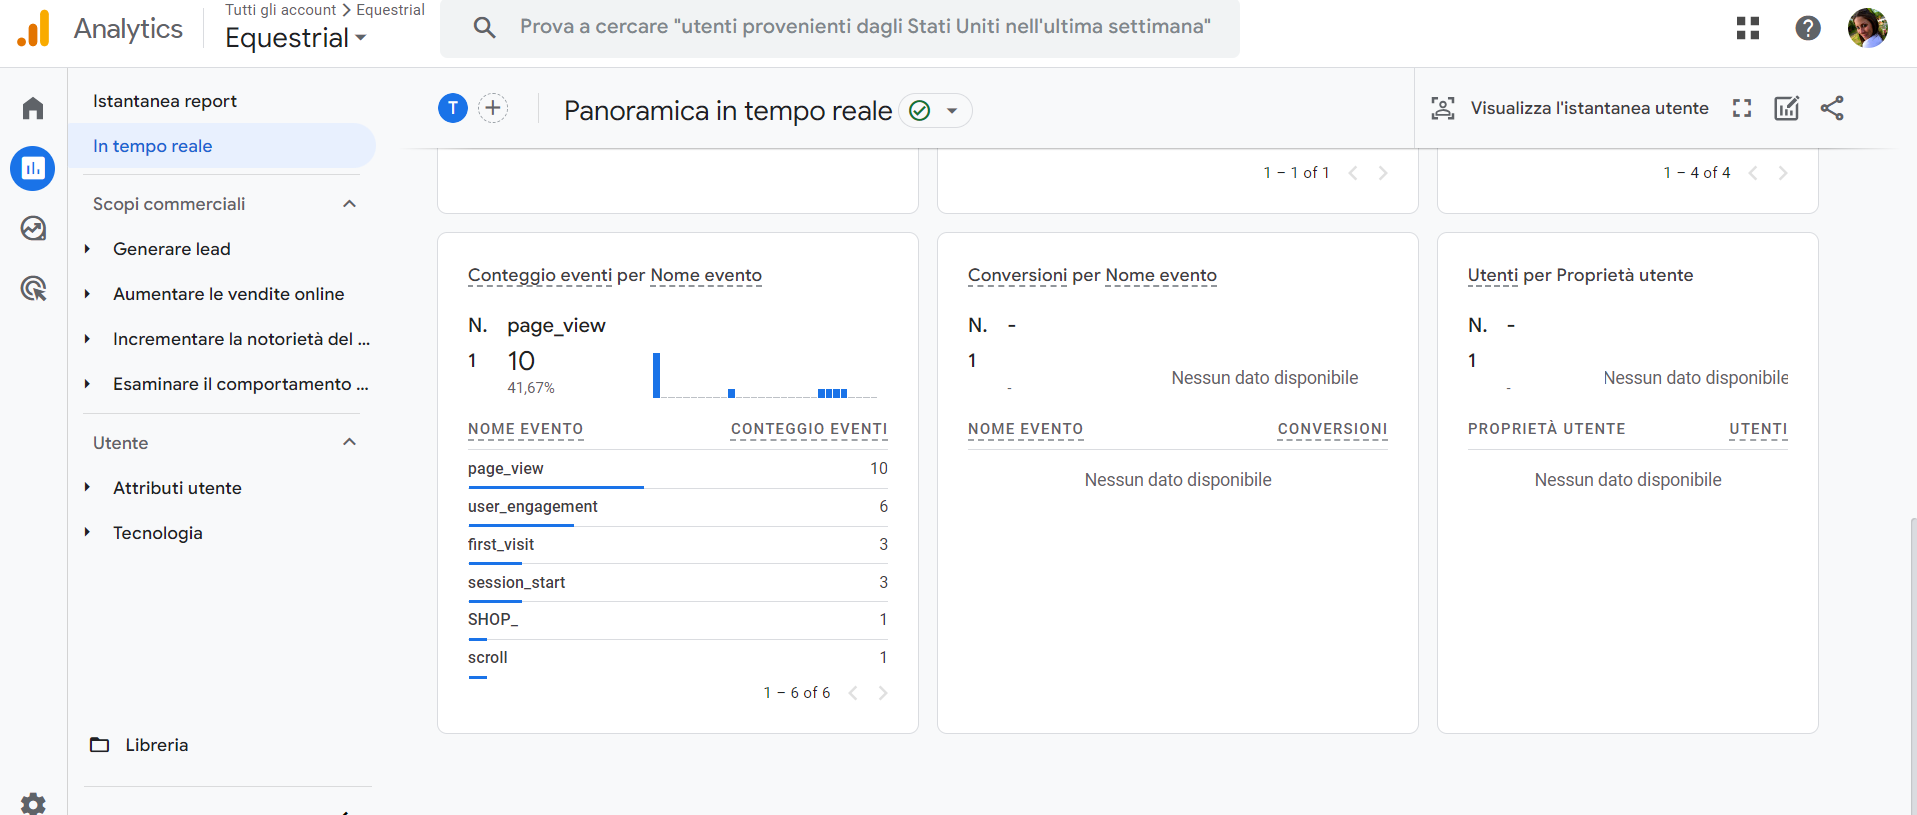 Analytics
Tutti gli account > Equestrial
Equestrial
Prova a cercare "utenti provenienti dagli Stati Uniti nell'ultima settimana"
Istantanea report
In tempo reale
Scopi commerciali
Generare lead
Aumentare le vendite online
Incrementare la notorietà del ...
Esaminare il comportamento ...
Utente
Attributi utente
Tecnologia
Libreria
T
Panoramica in tempo reale
Visualizza l'istantanea utente
1 – 1 of 1
1 – 4 of 4
Conteggio eventi per Nome evento
N. page_view
1 10
41,67%
NOME EVENTO CONTEGGIO EVENTI
page_view 10
user_engagement 6
first_visit 3
session_start 3
SHOP_ 1
scroll 1
1 – 6 of 6
Conversioni per Nome evento
N. -
1
-
Nessun dato disponibile
NOME EVENTO CONVERSIONI
Nessun dato disponibile
Utenti per Proprietà utente
N. -
1
-
Nessun dato disponibile
PROPRIETÀ UTENTE UTENTI
Nessun dato disponibile